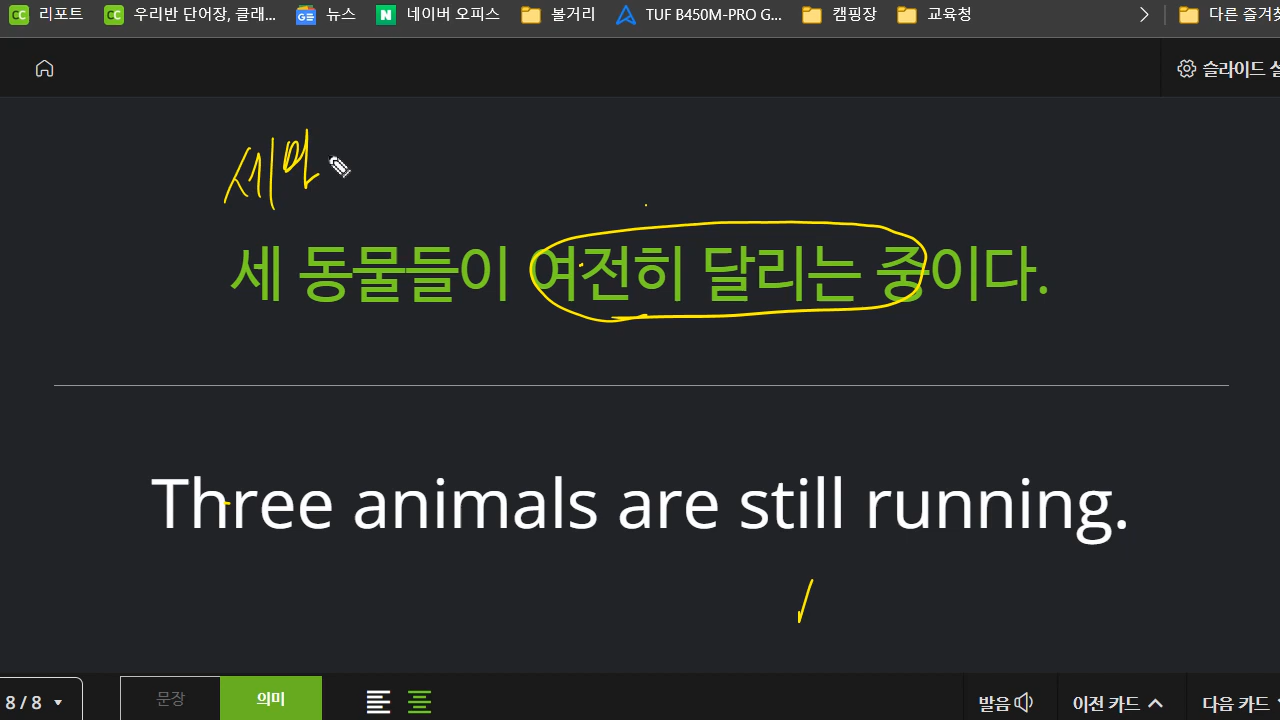 리포트 우리반 단어장, 클래... 뉴스 네이버 오피스 볼거리 TUF B450M-PRO G... 캠핑장 교육청 다른 즐겨찾
슬라이드 설
세
세 동물들이 여전히 달리는 중이다.
Three animals are still running.
8 / 8 문장 의미 발음 이전 카드 다음 카드